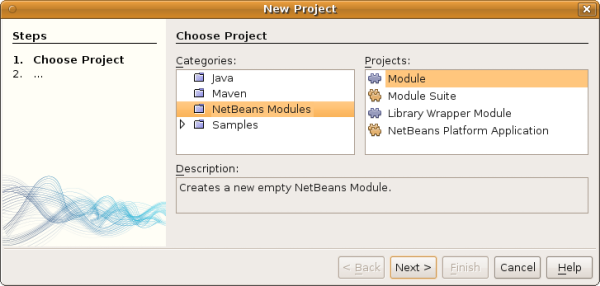 New Project
Steps
1. Choose Project
2. ...
Choose Project
Categories:
Java
Maven
NetBeans Modules
Samples
Projects:
Module
Module Suite
Library Wrapper Module
NetBeans Platform Application
Description:
Creates a new empty NetBeans Module.
< Back
Next >
Finish
Cancel
Help